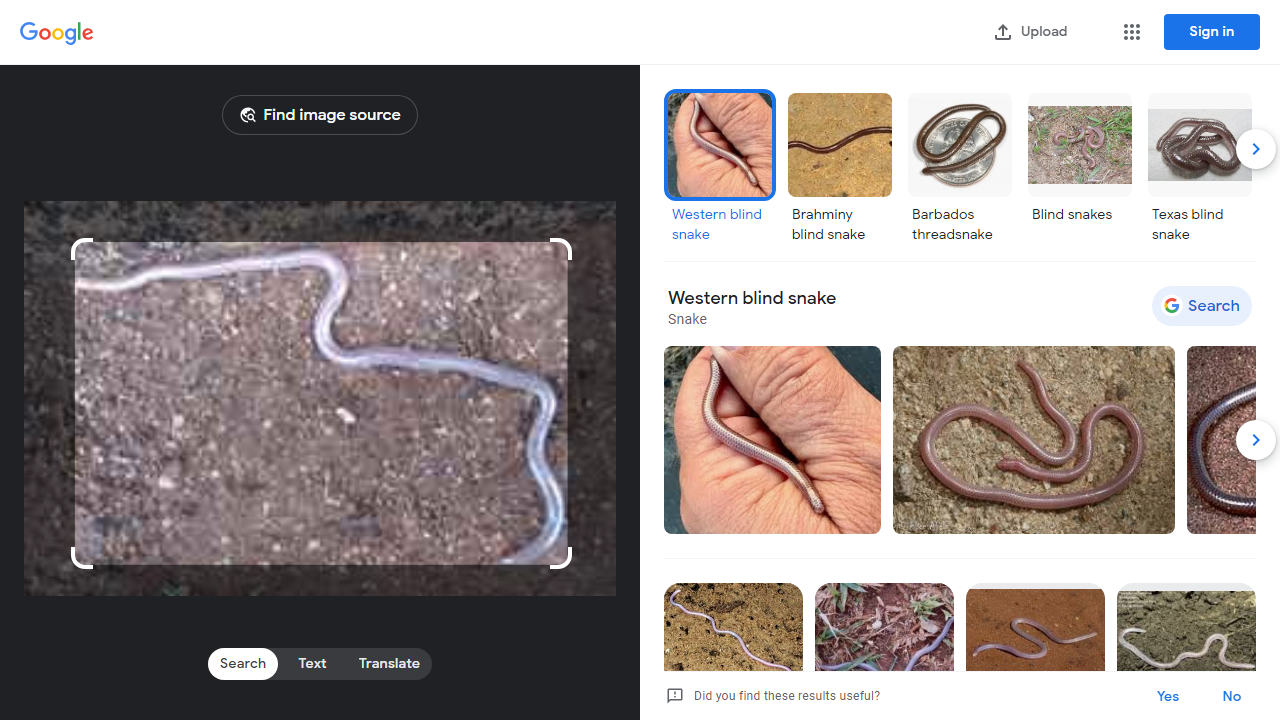 Google
Upload
Sign in
Find image source
Western blind
snake
Brahminy
blind snake
Barbados
threadsnake
Blind snakes
Texas blind
snake
Western blind snake
Snake
Search
Search
Text
Translate
Did you find these results useful?
Yes
No